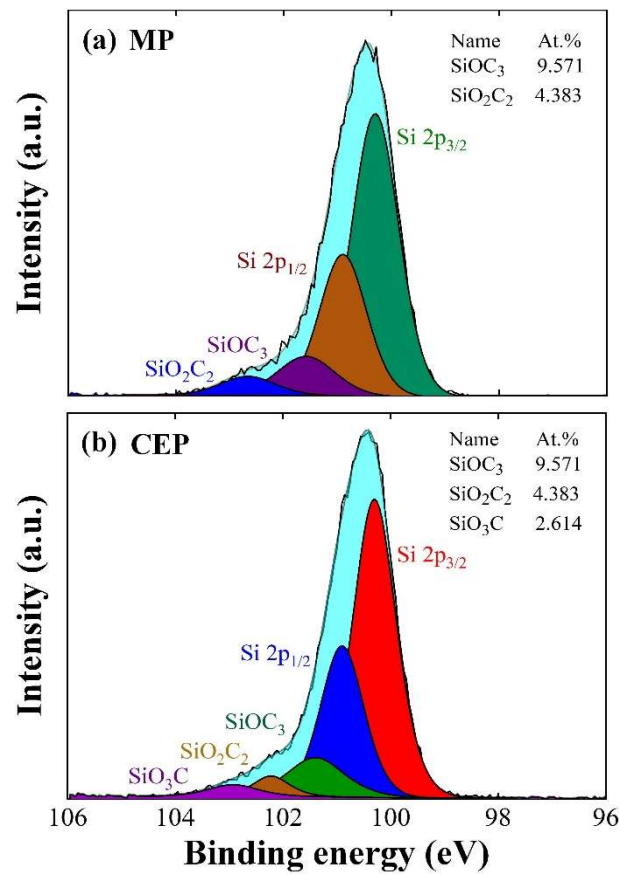 (a) MP
Name At.%
SiOC₃ 9.571
SiO₂C₂ 4.383
Si 2p₃/₂
Si 2p₁/₂
SiOC₃
SiO₂C₂
Intensity (a.u.)
(b) CEP
Name At.%
SiOC₃ 9.571
SiO₂C₂ 4.383
SiO₃C 2.614
Si 2p₃/₂
Si 2p₁/₂
SiOC₃
SiO₂C₂
SiO₃C
Intensity (a.u.)
106 104 102 100 98 96
Binding energy (eV)